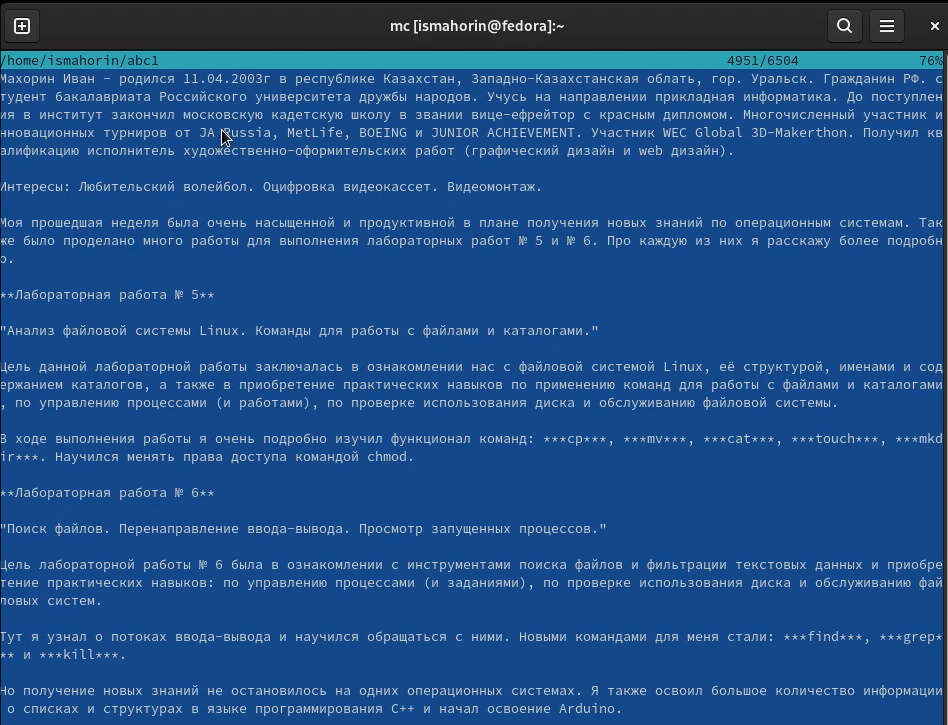 mc [ismahorin@fedora]:~
/home/ismahorin/abc1 4951/6504 76%
Махорин Иван - родился 11.04.2003г в республике Казахстан, Западно-Казахстанская облать, гор. Уральск. Гражданин РФ. с
тудент бакалавриата Российского университета дружбы народов. Учусь на направлении прикладная информатика. До поступлен
ия в институт закончил московскую кадетскую школу в звании вице-ефрейтор с красным дипломом. Многочисленный участник и
нновационных турниров от JA Russia, MetLife, BOEING и JUNIOR ACHIEVEMENT. Участник WEC Global 3D-Makerthon. Получил кв
алификацию исполнитель художественно-оформительских работ (графический дизайн и web дизайн).
Интересы: Любительский волейбол. Оцифровка видеокассет. Видеомонтаж.
Моя прошедшая неделя была очень насыщенной и продуктивной в плане получения новых знаний по операционным системам. Так
же было проделано много работы для выполнения лабораторных работ № 5 и № 6. Про каждую из них я расскажу более подробн
о.
**Лабораторная работа № 5**
"Анализ файловой системы Linux. Команды для работы с файлами и каталогами."
Цель данной лабораторной работы заключалась в ознакомлении нас с файловой системой Linux, её структурой, именами и сод
ержанием каталогов, а также в приобретение практических навыков по применению команд для работы с файлами и каталогами
, по управлению процессами (и работами), по проверке использования диска и обслуживанию файловой системы.
В ходе выполнения работы я очень подробно изучил функционал команд: ***cp***, ***mv***, ***cat***, ***touch***, ***mkd
ir***. Научился менять права доступа командой chmod.
**Лабораторная работа № 6**
"Поиск файлов. Перенаправление ввода-вывода. Просмотр запущенных процессов."
Цель лабораторной работы № 6 была в ознакомлении с инструментами поиска файлов и фильтрации текстовых данных и приобре
тение практических навыков: по управлению процессами (и заданиями), по проверке использования диска и обслуживанию фай
ловых систем.
Тут я узнал о потоках ввода-вывода и научился обращаться с ними. Новыми командами для меня стали: ***find***, ***grep*
** и ***kill***.
Но получение новых знаний не остановилось на одних операционных системах. Я также освоил большое количество информации
о списках и структурах в языке программирования C++ и начал освоение Arduino.